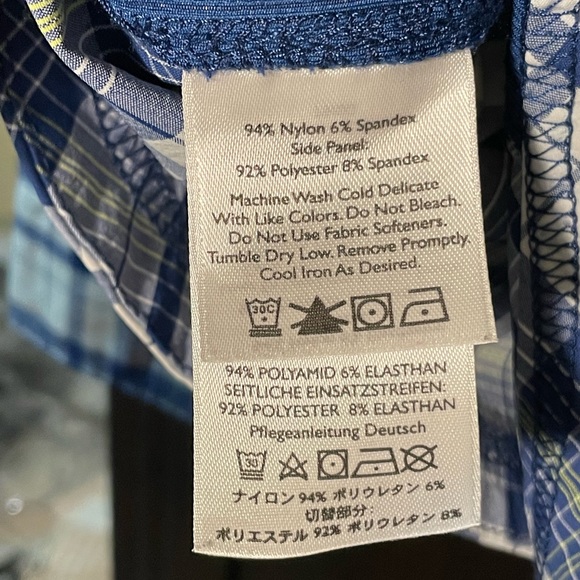 94% Nylon 6% Spandex
Side Panel:
92% Polyester 8% Spandex
Machine Wash Cold Delicate
With Like Colors. Do Not Bleach.
Do Not Use Fabric Softeners.
Tumble Dry Low. Remove Promptly.
Cool Iron As Desired.
30C
94% POLYAMID 6% ELASTHAN
SEITLICHE EINSATZSTREIFEN:
92% POLYESTER 8% ELASTHAN
Pflegeanleitung Deutsch
30
ナイロン 94% ポリウレタン 6%
切替部分:
ポリエステル 92% ポリウレタン 8%